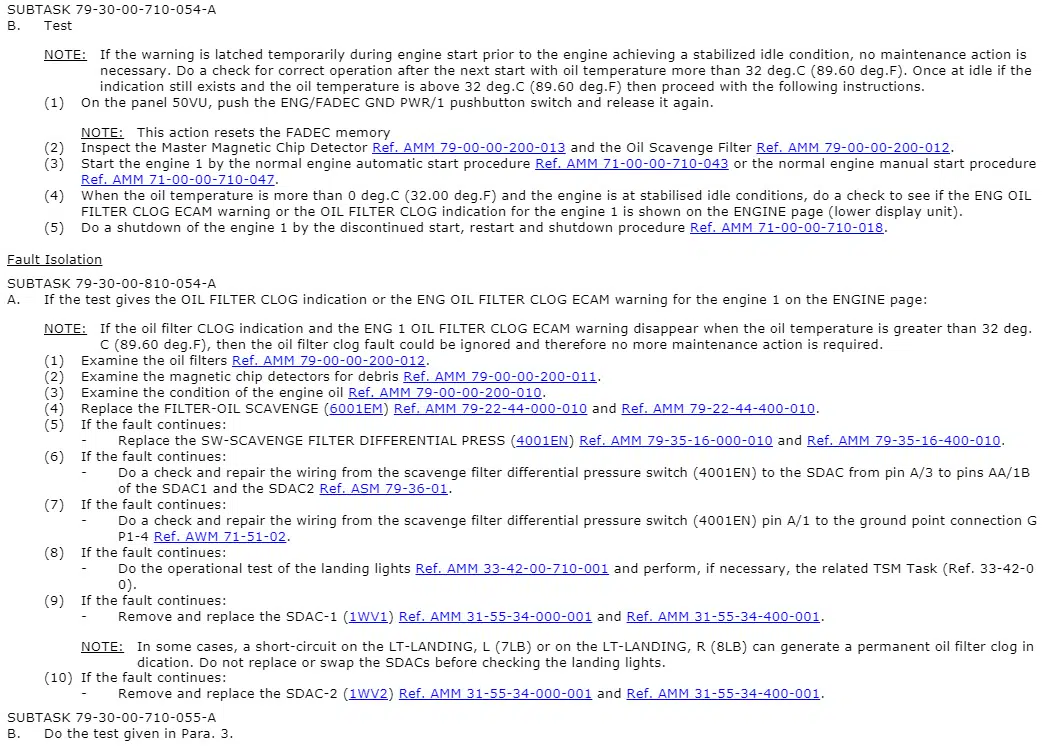 SUBTASK 79-30-00-710-054-A
B. Test
NOTE: If the warning is latched temporarily during engine start prior to the engine achieving a stabilized idle condition, no maintenance action is
necessary. Do a check for correct operation after the next start with oil temperature more than 32 deg.C (89.60 deg.F). Once at idle if the
indication still exists and the oil temperature is above 32 deg.C (89.60 deg.F) then proceed with the following instructions.
(1) On the panel 50VU, push the ENG/FADEC GND PWR/1 pushbutton switch and release it again.
NOTE: This action resets the FADEC memory
(2) Inspect the Master Magnetic Chip Detector Ref. AMM 79-00-00-200-013 and the Oil Scavenge Filter Ref. AMM 79-00-00-200-012.
(3) Start the engine 1 by the normal engine automatic start procedure Ref. AMM 71-00-00-710-043 or the normal engine manual start procedure
Ref. AMM 71-00-00-710-047.
(4) When the oil temperature is more than 0 deg.C (32.00 deg.F) and the engine is at stabilised idle conditions, do a check to see if the ENG OIL
FILTER CLOG ECAM warning or the OIL FILTER CLOG indication for the engine 1 is shown on the ENGINE page (lower display unit).
(5) Do a shutdown of the engine 1 by the discontinued start, restart and shutdown procedure Ref. AMM 71-00-00-710-018.
Fault Isolation
SUBTASK 79-30-00-810-054-A
A. If the test gives the OIL FILTER CLOG indication or the ENG OIL FILTER CLOG ECAM warning for the engine 1 on the ENGINE page:
NOTE: If the oil filter CLOG indication and the ENG 1 OIL FILTER CLOG ECAM warning disappear when the oil temperature is greater than 32 deg.
C (89.60 deg.F), then the oil filter clog fault could be ignored and therefore no more maintenance action is required.
(1) Examine the oil filters Ref. AMM 79-00-00-200-012.
(2) Examine the magnetic chip detectors for debris Ref. AMM 79-00-00-200-011.
(3) Examine the condition of the engine oil Ref. AMM 79-00-00-200-010.
(4) Replace the FILTER-OIL SCAVENGE (6001EM) Ref. AMM 79-22-44-000-010 and Ref. AMM 79-22-44-400-010.
(5) If the fault continues:
- Replace the SW-SCAVENGE FILTER DIFFERENTIAL PRESS (4001EN) Ref. AMM 79-35-16-000-010 and Ref. AMM 79-35-16-400-010.
(6) If the fault continues:
- Do a check and repair the wiring from the scavenge filter differential pressure switch (4001EN) to the SDAC from pin A/3 to pins AA/1B
of the SDAC1 and the SDAC2 Ref. ASM 79-36-01.
(7) If the fault continues:
- Do a check and repair the wiring from the scavenge filter differential pressure switch (4001EN) pin A/1 to the ground point connection G
P1-4 Ref. AWM 71-51-02.
(8) If the fault continues:
- Do the operational test of the landing lights Ref. AMM 33-42-00-710-001 and perform, if necessary, the related TSM Task (Ref. 33-42-0
0).
(9) If the fault continues:
- Remove and replace the SDAC-1 (1WV1) Ref. AMM 31-55-34-000-001 and Ref. AMM 31-55-34-400-001.
NOTE: In some cases, a short-circuit on the LT-LANDING, L (7LB) or on the LT-LANDING, R (8LB) can generate a permanent oil filter clog in
dication. Do not replace or swap the SDACs before checking the landing lights.
(10) If the fault continues:
- Remove and replace the SDAC-2 (1WV2) Ref. AMM 31-55-34-000-001 and Ref. AMM 31-55-34-400-001.
SUBTASK 79-30-00-710-055-A
B. Do the test given in Para. 3.